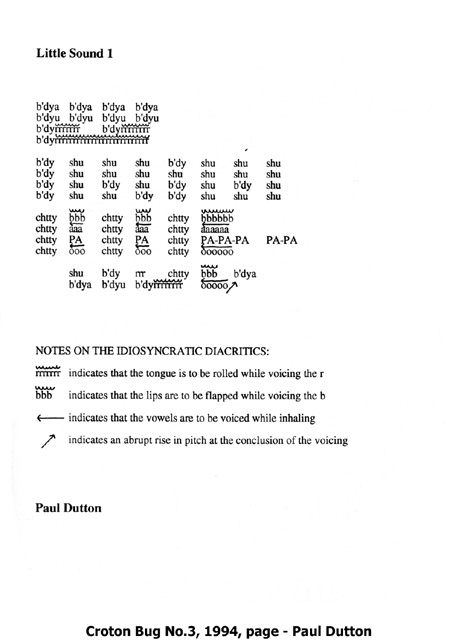 Little Sound 1
b'dya b'dya b'dya b'dya
b'dyu b'dyu b'dyu b'dyu
b'dyrrrrrrr b'dyrrrrrrrr
b'dyrrrrrrrrrrrrrrrrrrrrrrrr
b'dy shu shu shu b'dy shu shu shu
b'dy shu shu shu shu shu shu shu
b'dy shu b'dy shu b'dy shu b'dy shu
b'dy shu shu b'dy b'dy shu shu shu
chtty bbb chtty bbb chtty bbbbbb
chtty aaa chtty aaa chtty aaaaaa
chtty PA chtty PA chtty PA-PA-PA PA-PA
chtty ooo chtty ooo chtty oooooo
shu b'dy rrr chtty bbb b'dya
b'dya b'dyu b'dyrrrrrrrrr ooooo
NOTES ON THE IDIOSYNCRATIC DIACRITICS:
rrrrrrr indicates that the tongue is to be rolled while voicing the r
bbb indicates that the lips are to be flapped while voicing the b
← indicates that the vowels are to be voiced while inhaling
↗ indicates an abrupt rise in pitch at the conclusion of the voicing
Paul Dutton
Croton Bug No.3, 1994, page - Paul Dutton